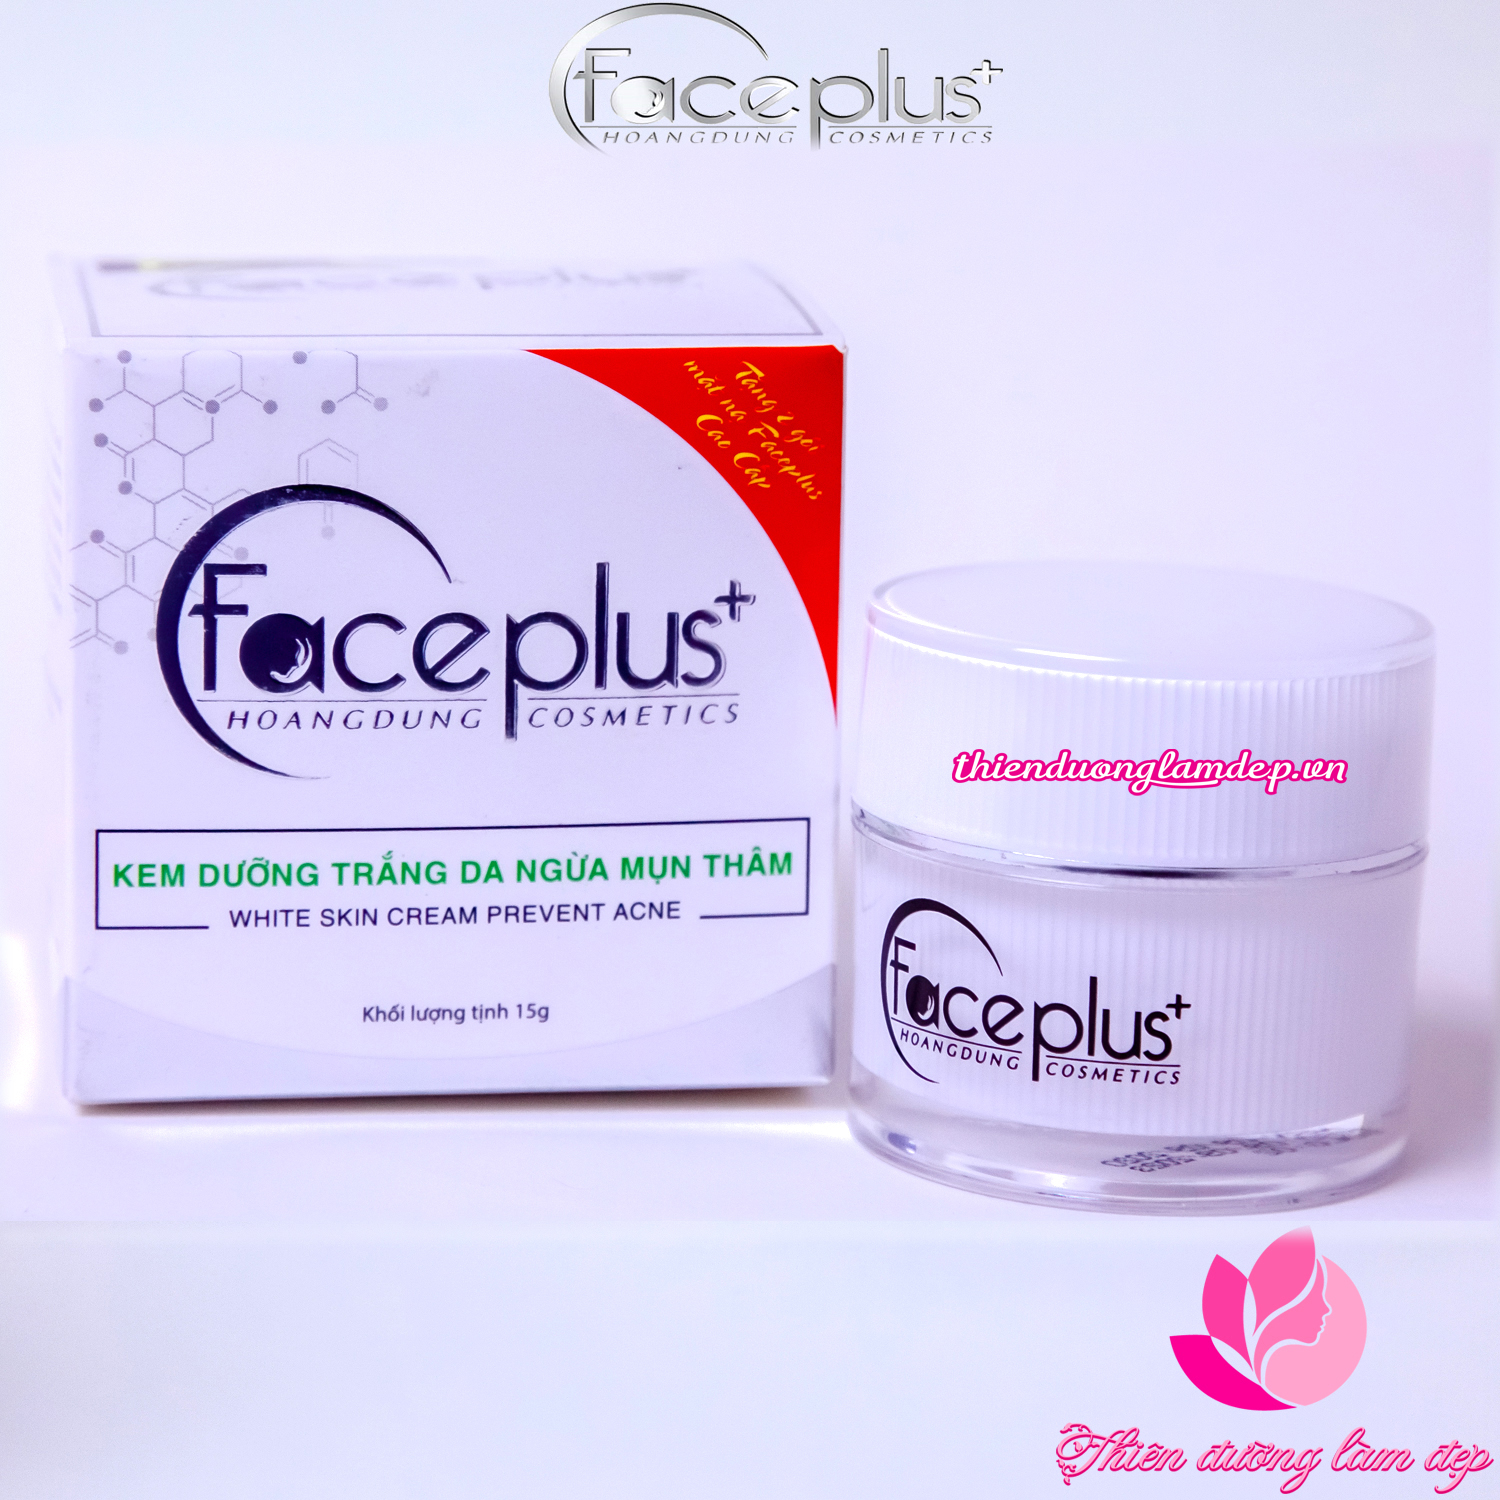 Faceplus+
HOANGDUNG COSMETICS
Faceplus
Tặng 2 gói
mặt nạ Faceplus
Cao Cấp
Faceplus+
HOANGDUNG COSMETICS
KEM DƯỠNG TRẮNG DA NGỪA MỤN THÂM
WHITE SKIN CREAM PREVENT ACNE
Khối lượng tịnh 15g
thienduonglamdep.vn
Faceplus+
HOANGDUNG COSMETICS
Thiên đường làm đẹp